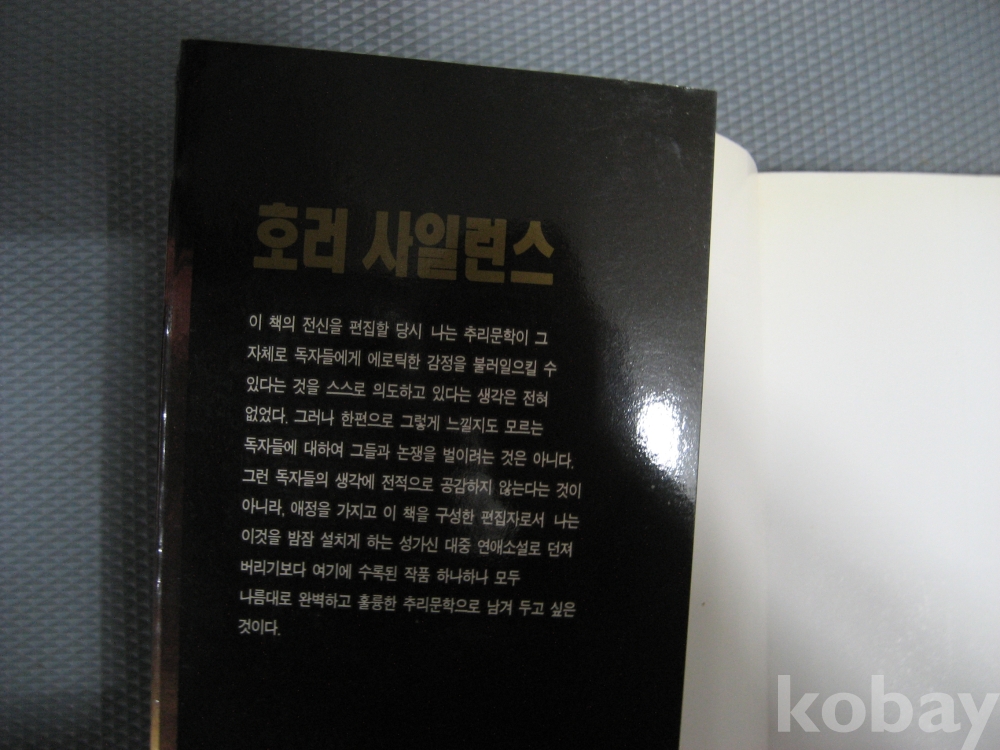 호러 사일런스
이 책의 전신을 편집할 당시 나는 추리문학이 그
자체로 독자들에게 에로틱한 감정을 불러일으킬 수
있다는 것을 스스로 의도하고 있다는 생각은 전혀
없었다. 그러나 한편으로 그렇게 느낄지도 모르는
독자들에 대하여 그들과 논쟁을 벌이려는 것은 아니다.
그런 독자들의 생각에 전적으로 공감하지 않는다는 것이
아니라, 애정을 가지고 이 책을 구성한 편집자로서 나는
이것을 밤잠 설치게 하는 성가신 대중 연애소설로 던져
버리기보다 여기에 수록된 작품 하나하나 모두
나름대로 완벽하고 훌륭한 추리문학으로 남겨 두고 싶은
것이다.
kobay